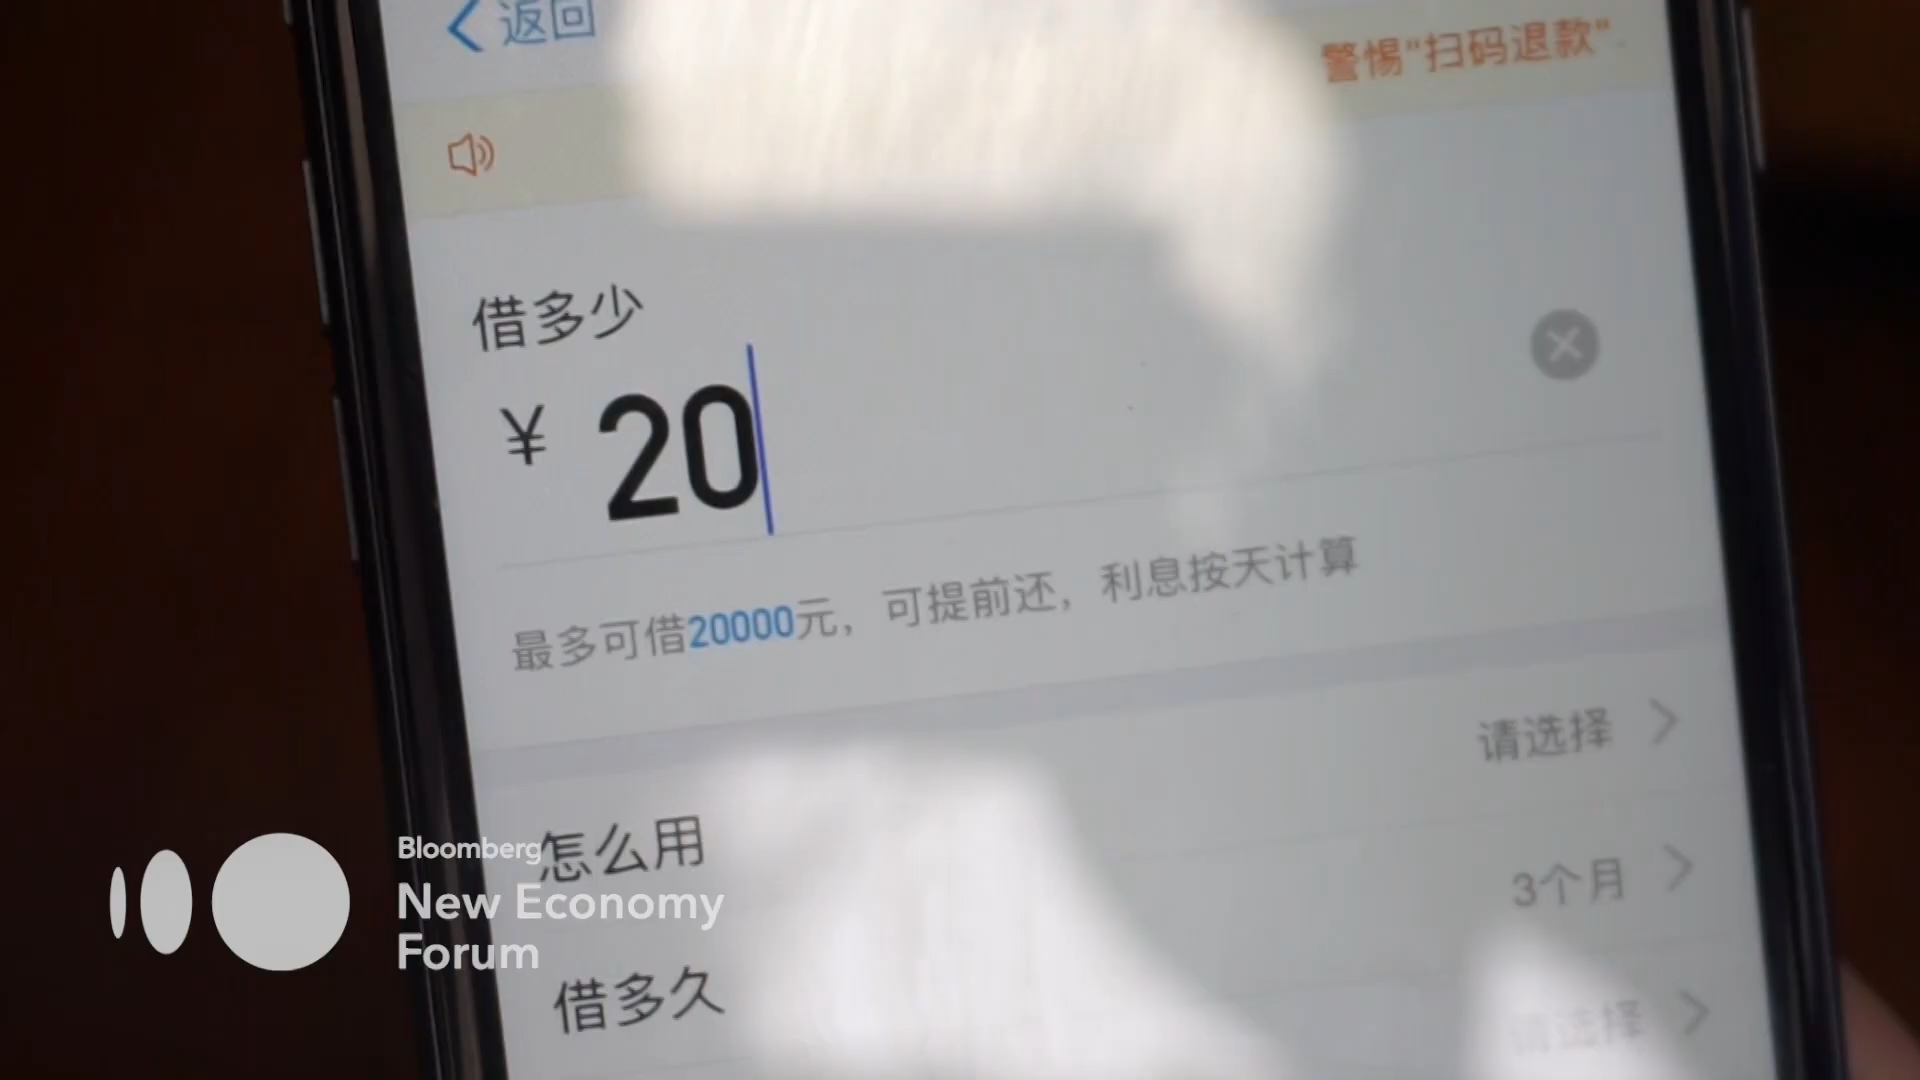 返回
警惕“扫码退款”
借多少
¥ 20
最多可借20000元，可提前还，利息按天计算
怎么用
请选择
借多久
3个月
请选择
Bloomberg
New Economy
Forum